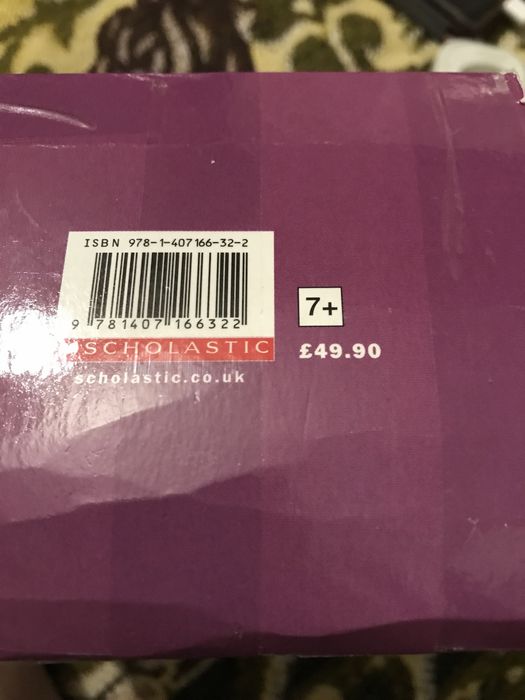 ISBN 978-1-407166-32-2
9 781407 166322
SCHOLASTIC
scholastic.co.uk
7+
£49.90